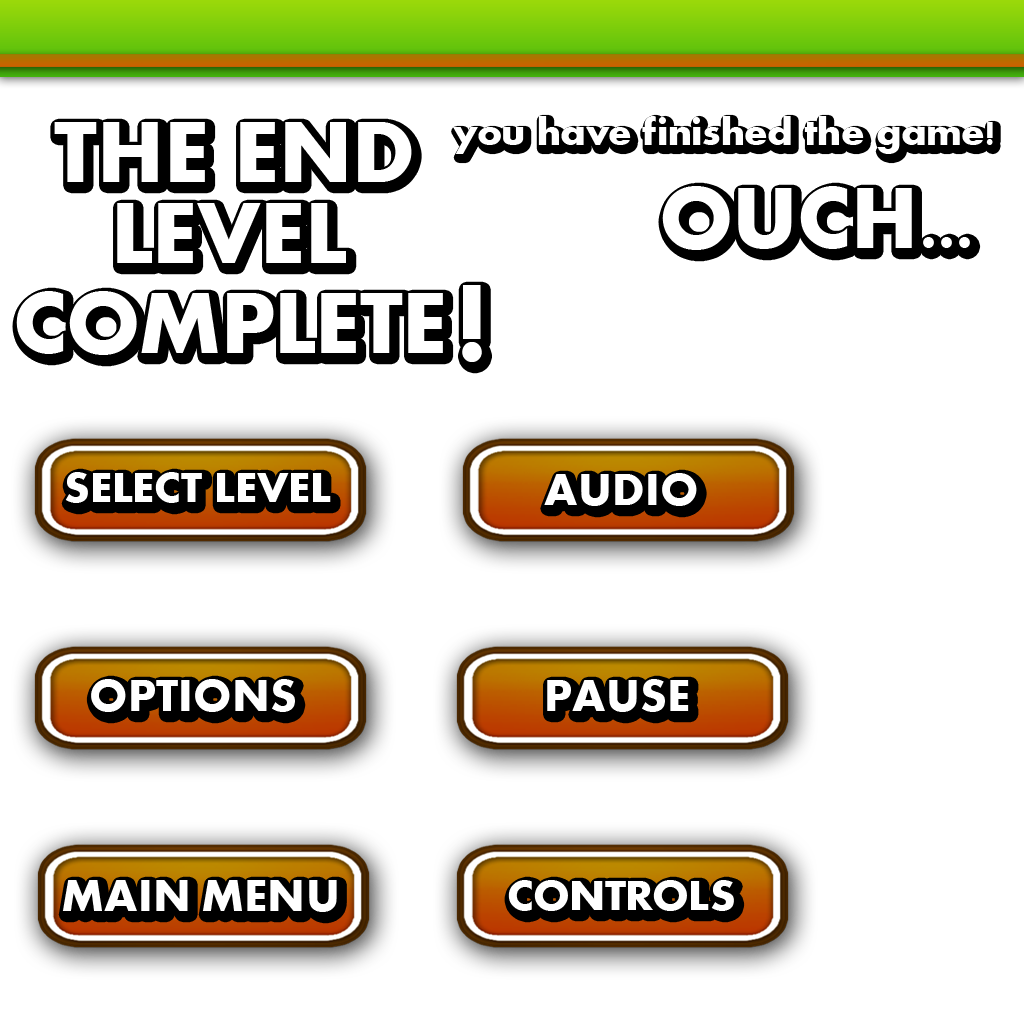 THE END
you have finished the game!
LEVEL
OUCH...
COMPLETE!
SELECT LEVEL
AUDIO
OPTIONS
PAUSE
MAIN MENU
CONTROLS